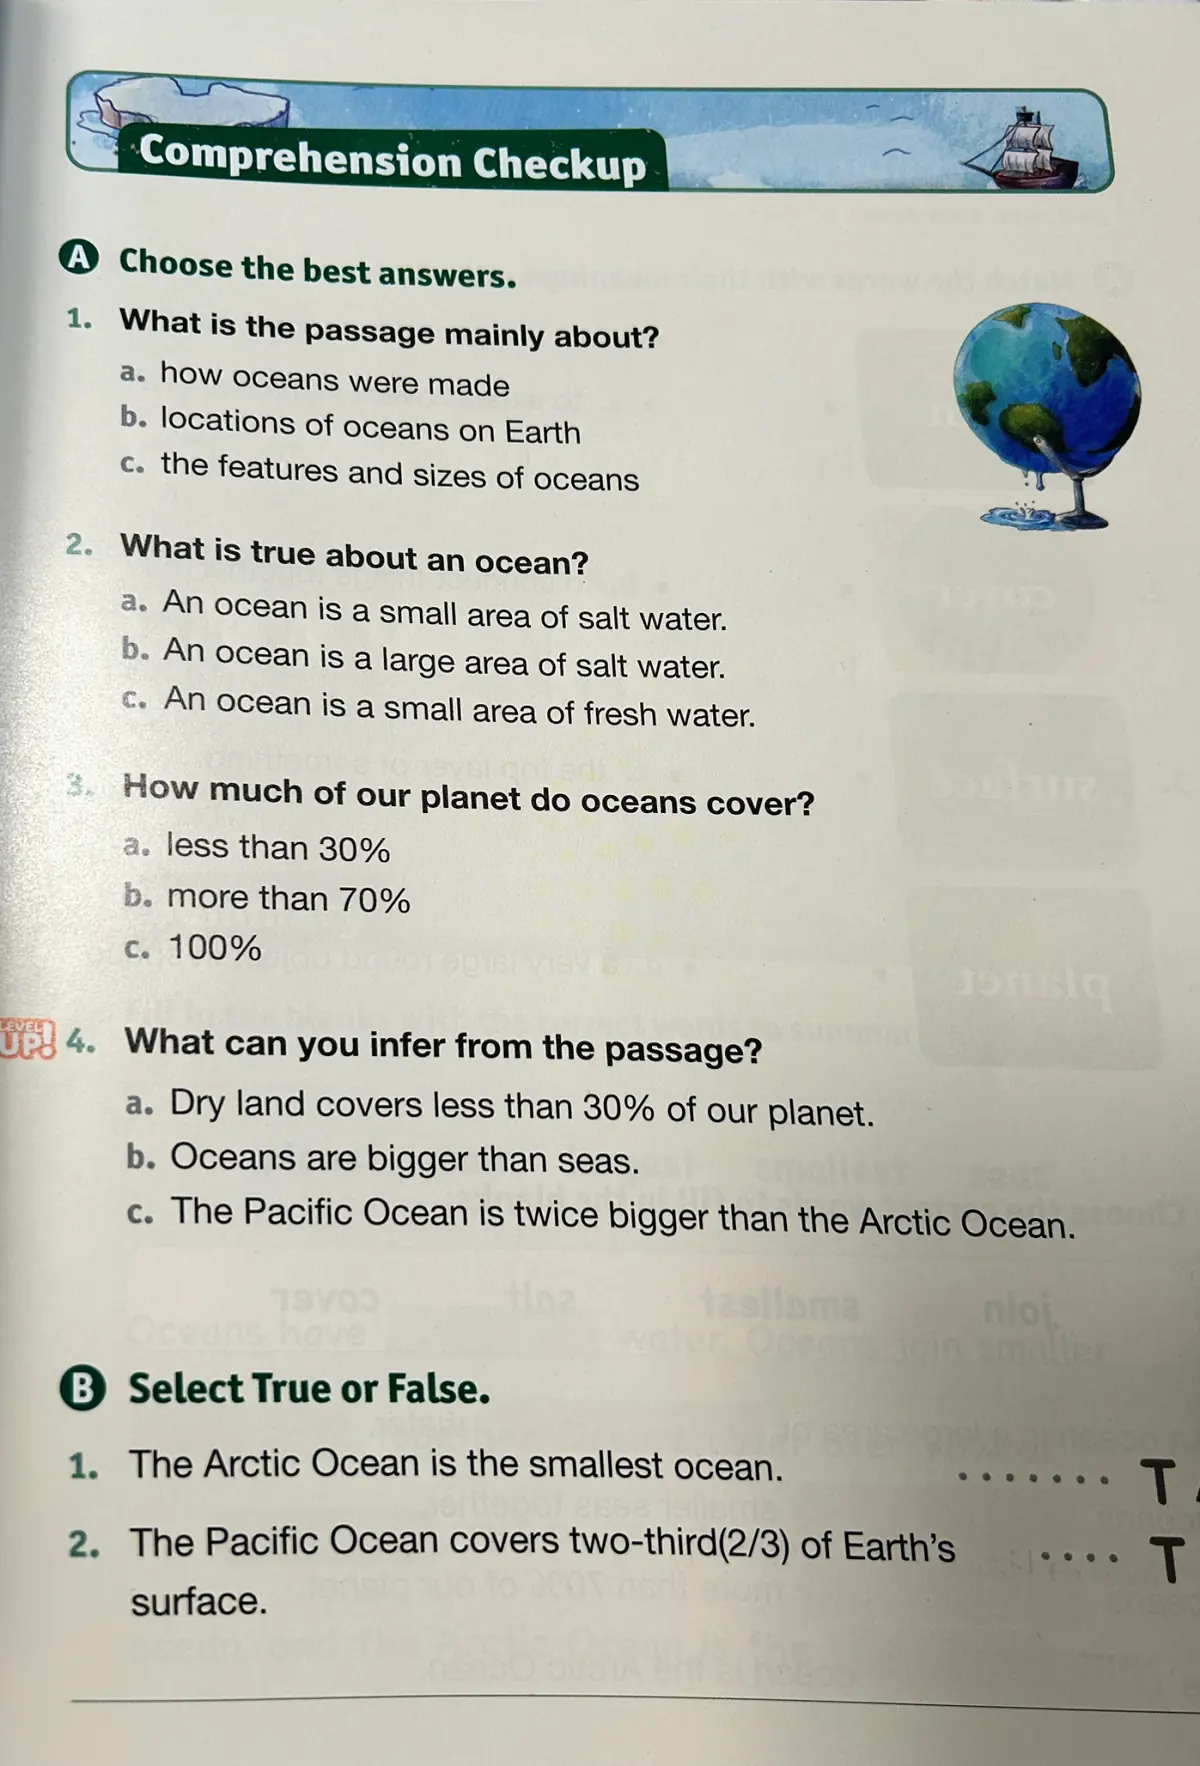 Comprehension Checkup
A Choose the best answers.
1. What is the passage mainly about?
a. how oceans were made
b. locations of oceans on Earth
c. the features and sizes of oceans
2. What is true about an ocean?
a. An ocean is a small area of salt water.
b. An ocean is a large area of salt water.
c. An ocean is a small area of fresh water.
3. How much of our planet do oceans cover?
a. less than 30%
b. more than 70%
c. 100%
LEVEL UP! 4. What can you infer from the passage?
a. Dry land covers less than 30% of our planet.
b. Oceans are bigger than seas.
c. The Pacific Ocean is twice bigger than the Arctic Ocean.
B Select True or False.
1. The Arctic Ocean is the smallest ocean. ....... T
2. The Pacific Ocean covers two-third(2/3) of Earth's .... T
surface.